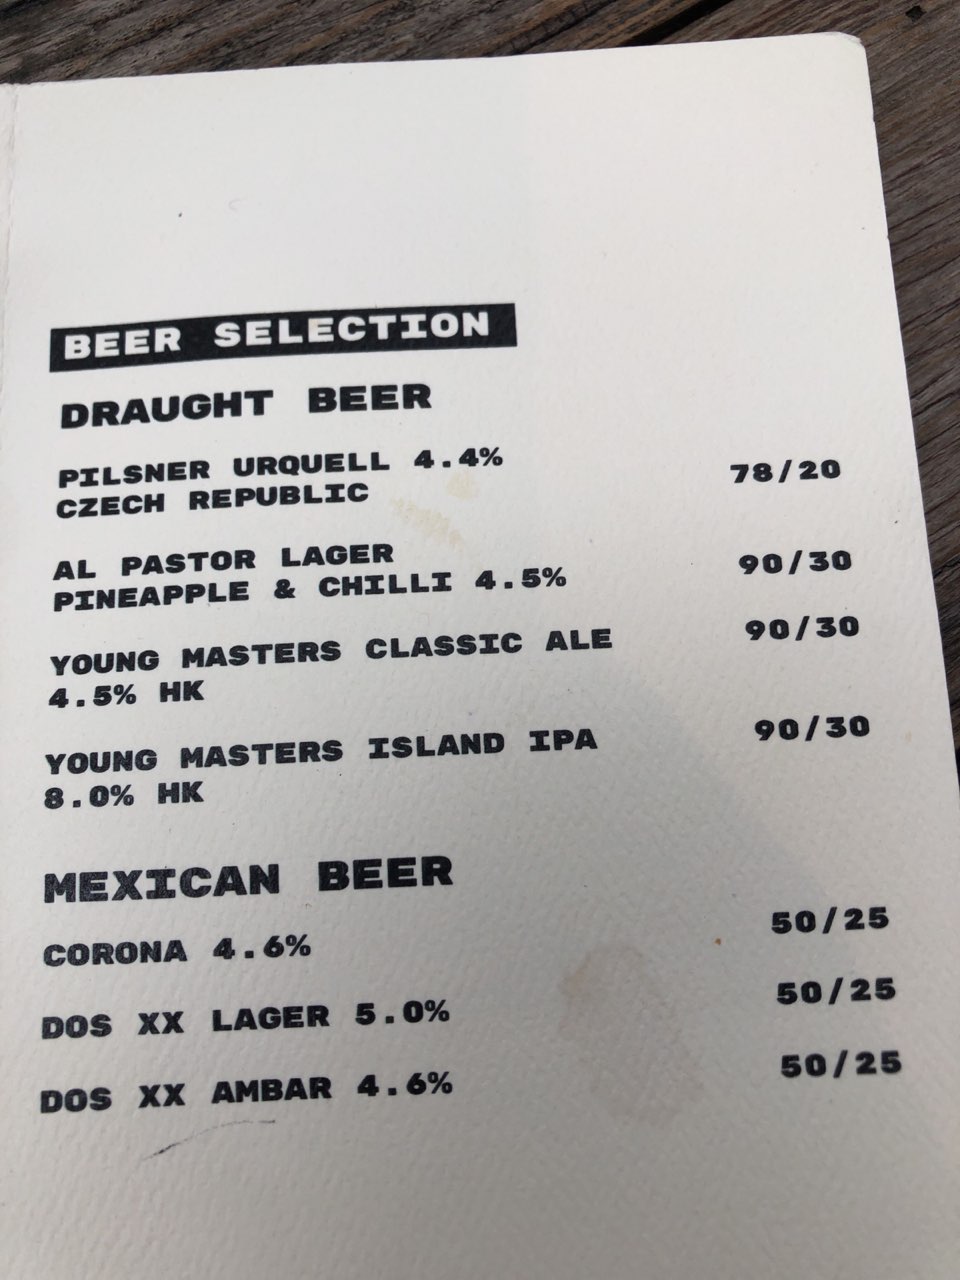 BEER SELECTION
DRAUGHT BEER
PILSNER URQUELL 4.4%
CZECH REPUBLIC
78/20
AL PASTOR LAGER
PINEAPPLE & CHILLI 4.5%
90/30
YOUNG MASTERS CLASSIC ALE
4.5% HK
90/30
YOUNG MASTERS ISLAND IPA
8.0% HK
90/30
MEXICAN BEER
CORONA 4.6%
50/25
DOS XX LAGER 5.0%
50/25
DOS XX AMBAR 4.6%
50/25